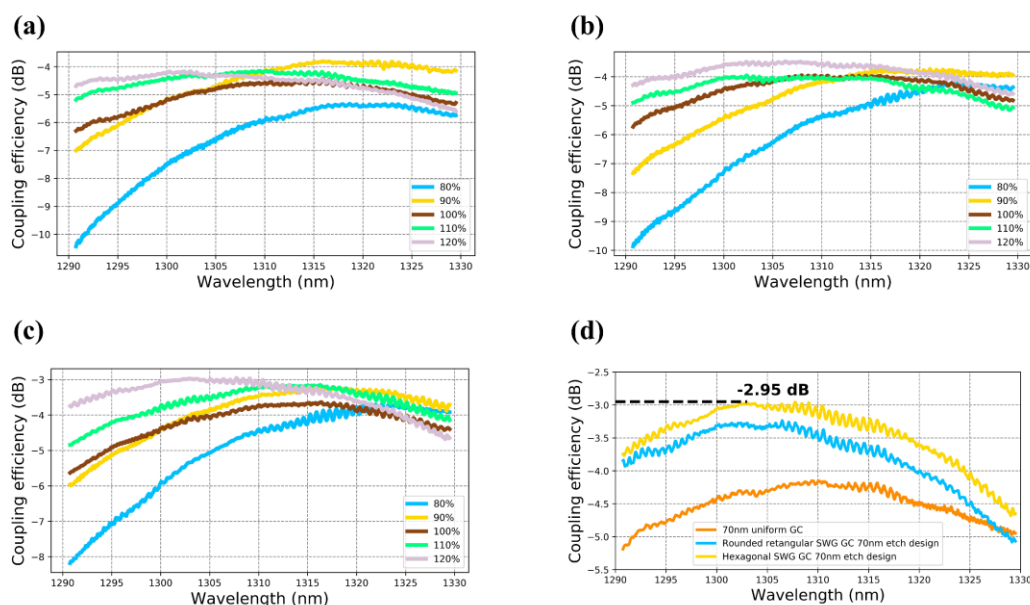 (a)
Coupling efficiency (dB)
−4
−5
−6
−7
−8
−9
−10
80%
90%
100%
110%
120%
1290 1295 1300 1305 1310 1315 1320 1325 1330
Wavelength (nm)
(b)
Coupling efficiency (dB)
−4
−5
−6
−7
−8
−9
−10
80%
90%
100%
110%
120%
1290 1295 1300 1305 1310 1315 1320 1325 1330
Wavelength (nm)
(c)
Coupling efficiency (dB)
−3
−4
−5
−6
−7
−8
80%
90%
100%
110%
120%
1290 1295 1300 1305 1310 1315 1320 1325 1330
Wavelength (nm)
(d)
Coupling efficiency (dB)
−2.5
−3.0
−3.5
−4.0
−4.5
−5.0
−5.5
-2.95 dB
70nm uniform GC
Rounded retangular SWG GC 70nm etch design
Hexagonal SWG GC 70nm etch design
1290 1295 1300 1305 1310 1315 1320 1325 1330
Wavelength (nm)